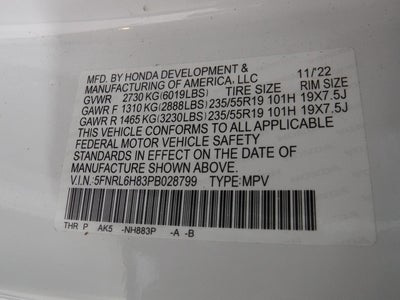 MFD. BY HONDA DEVELOPMENT &
MANUFACTURING OF AMERICA, LLC 11/'22
GVWR 2730 KG(6019LBS) TIRE SIZE RIM SIZE
GAWR F 1310 KG(2888LBS) 235/55R19 101H 19X7.5J
GAWR R 1465 KG(3230LBS) 235/55R19 101H 19X7.5J
THIS VEHICLE CONFORMS TO ALL APPLICABLE
FEDERAL MOTOR VEHICLE SAFETY
STANDARDS IN EFFECT ON THE DATE OF
MANUFACTURE SHOWN ABOVE.
V.I.N.:5FNRL6H83PB028799 TYPE:MPV
THR P AK5 -NH883P -A -B